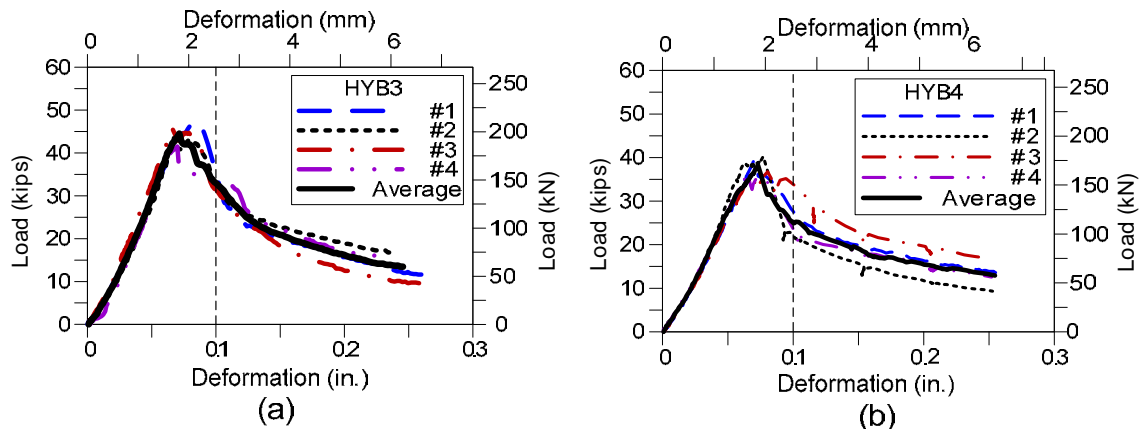 Deformation (mm)
0 2 4 6
60
50
40
30
20
10
0
Load (kips)
HYB3
#1
#2
#3
#4
Average
250
200
150
100
50
0
Load (kN)
0 0.1 0.2 0.3
Deformation (in.)
(a)
Deformation (mm)
0 2 4 6
60
50
40
30
20
10
0
Load (kips)
HYB4
#1
#2
#3
#4
Average
250
200
150
100
50
0
Load (kN)
0 0.1 0.2 0.3
Deformation (in.)
(b)